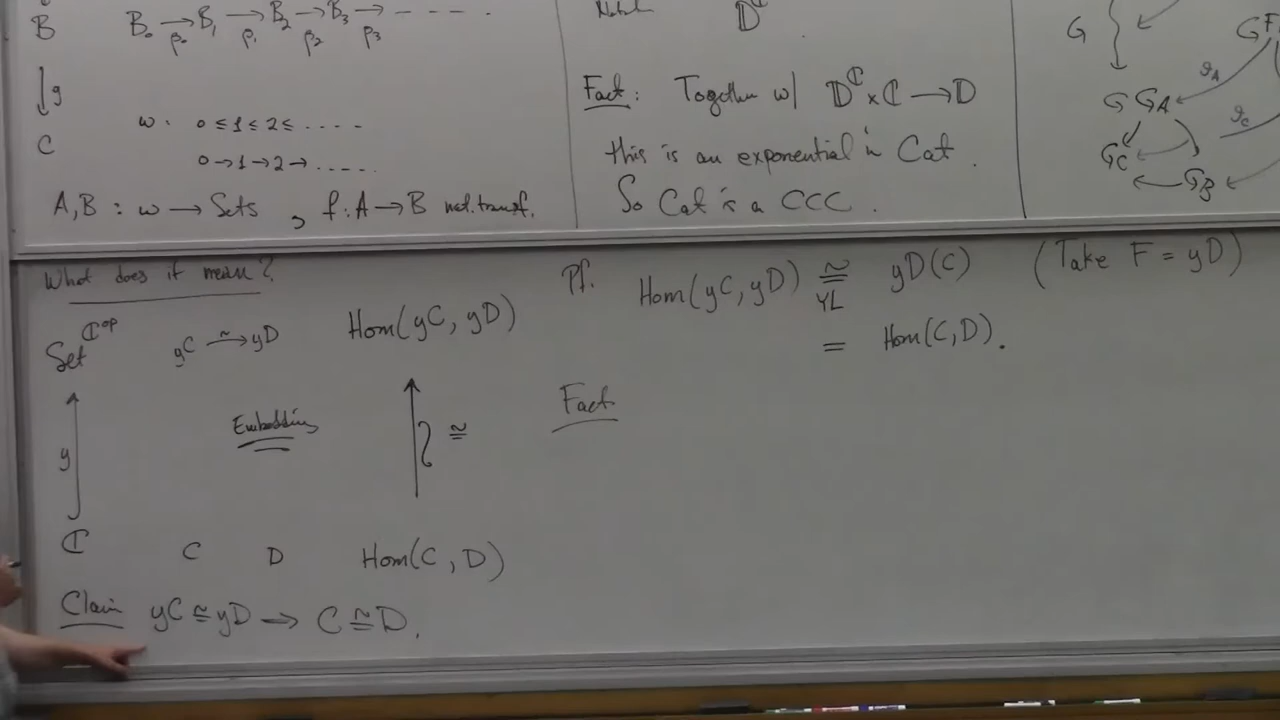 B B₀ → B₁ → B₂ → B₃ → - - - - .
β₀ β₁ β₂ β₃
↓ g
ω : 0 ≤ 1 ≤ 2 ≤ . . . .
C
0 → 1 → 2 → . . . . .
A, B : ω → Sets , f : A → B nat. transf.
Fact : Together w/ 𝔻^ℂ × ℂ → 𝔻
this is an exponential in Cat .
So Cat is a CCC .
G
G F
ϑ_A
G GA
ϑ_C
GC
GB
What does it mean?
Set^{ℂ^op} yC ≅→ yD Hom(yC, yD)
y Embedding ≅
ℂ C D Hom(C, D)
Claim yC ≅ yD ⇒ C ≅ D .
Pf. Hom(yC, yD) ≅ yD(C) (Take F = yD)
YL
= Hom(C, D) .
Fact